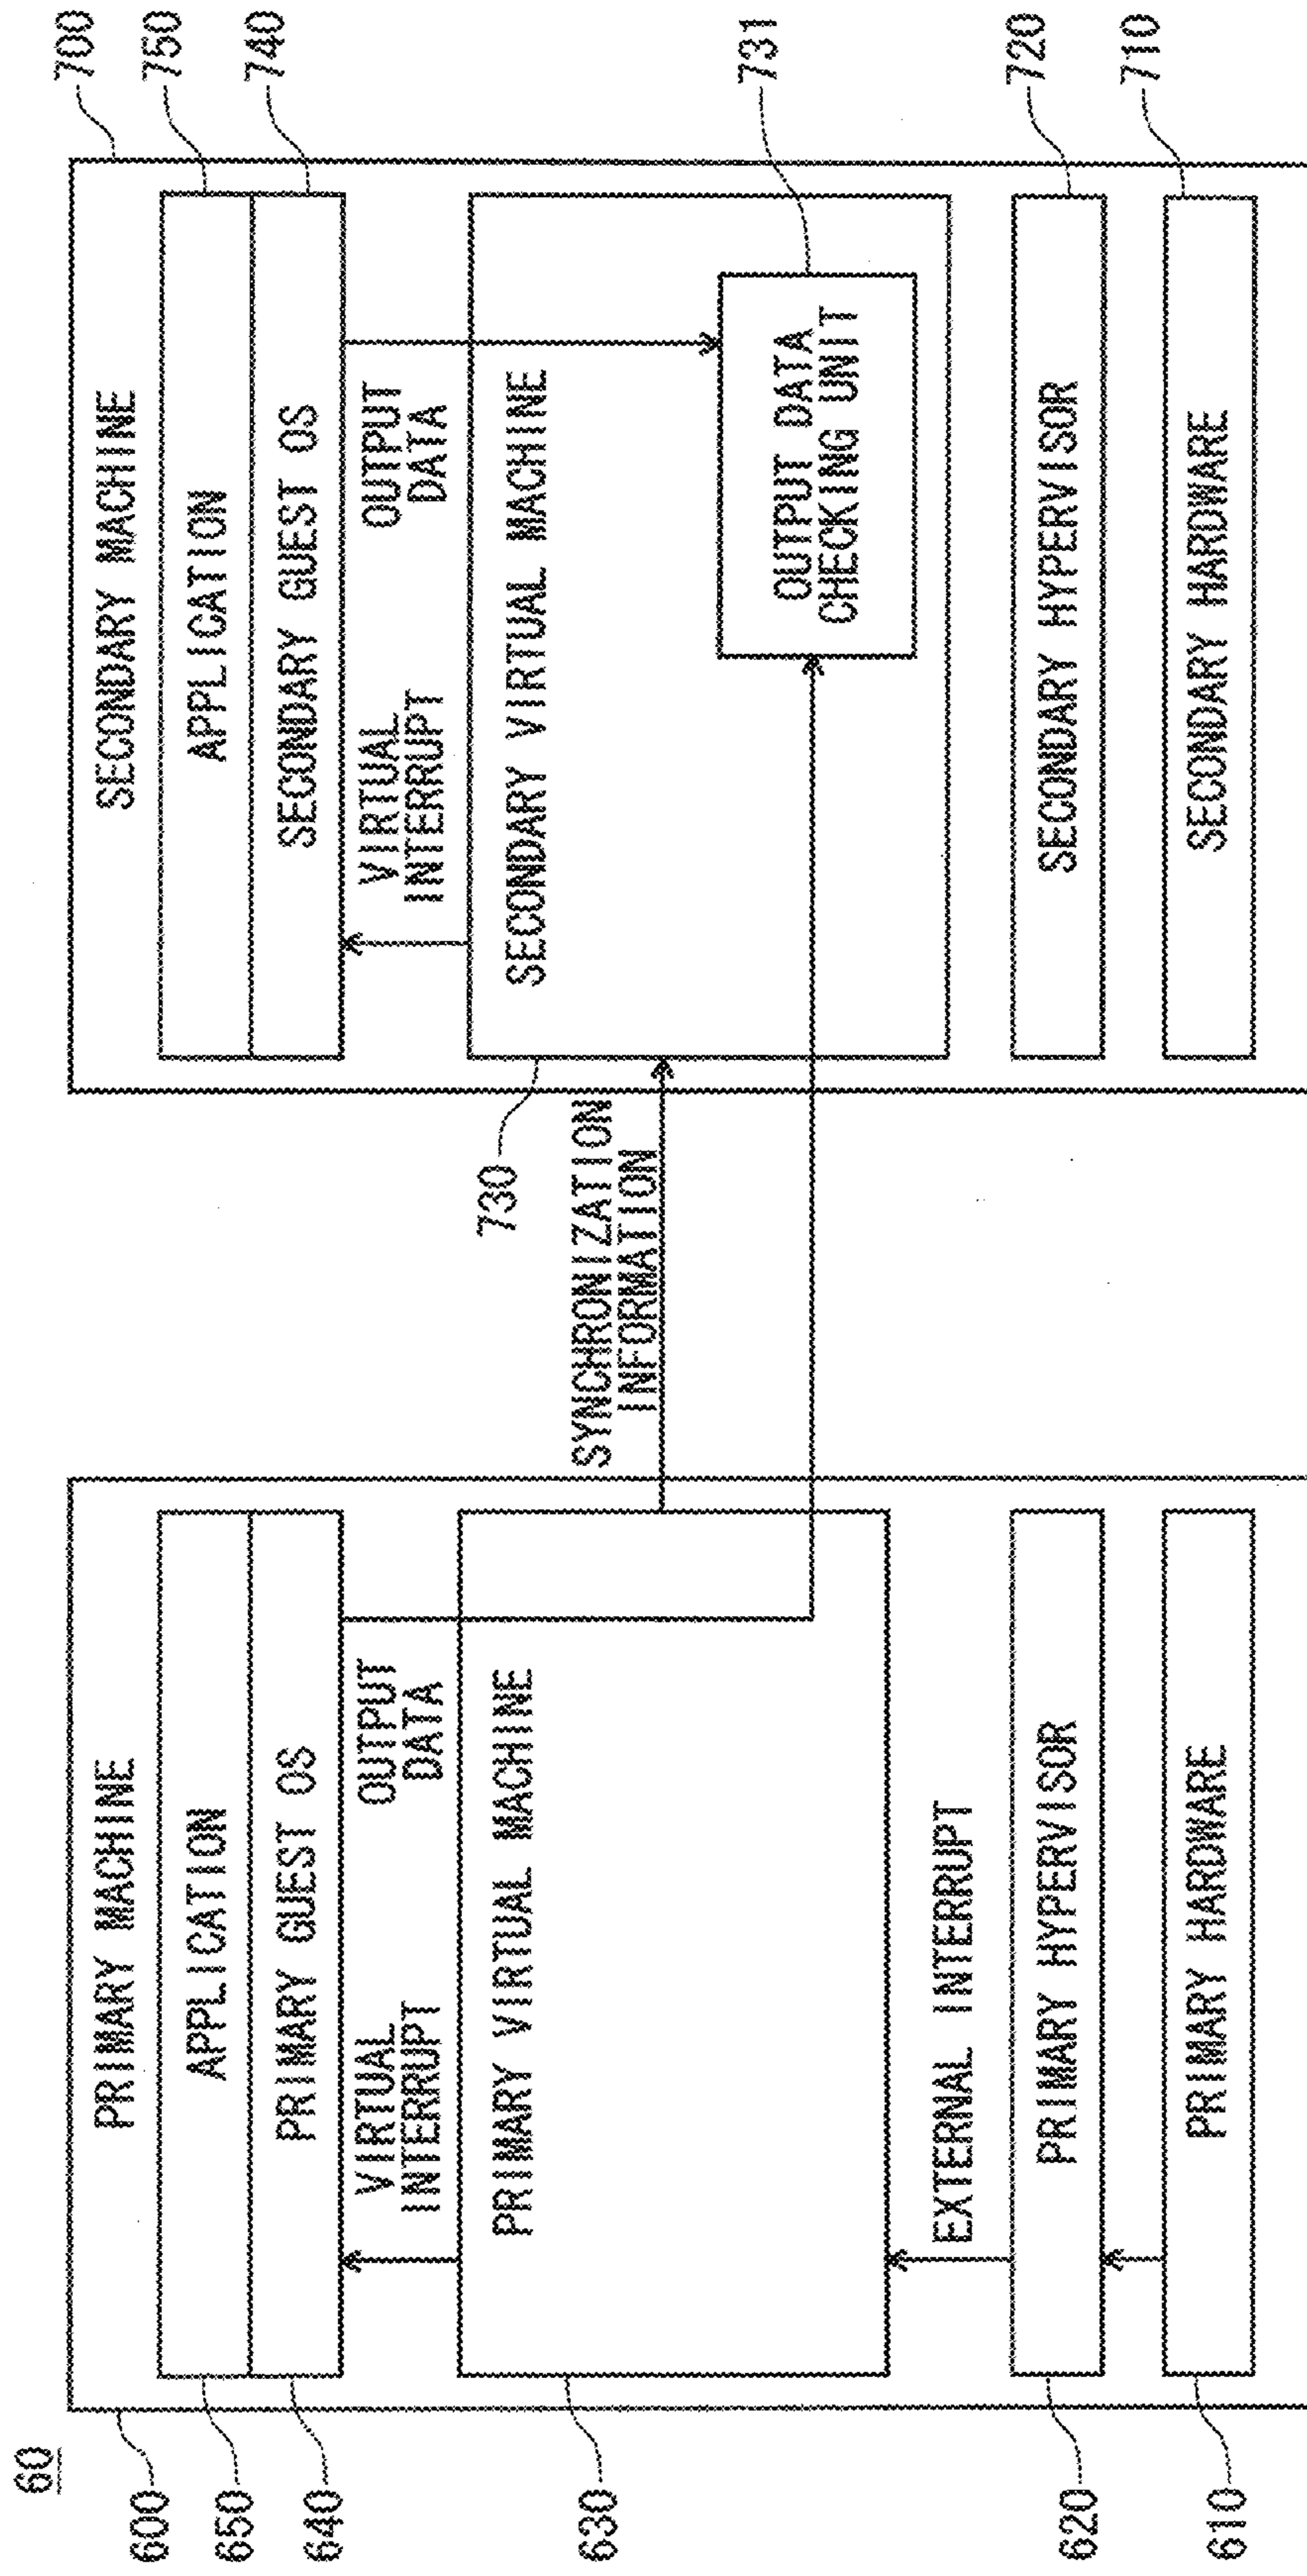 60
600
PRIMARY MACHINE
650
APPLICATION
640
PRIMARY GUEST OS
VIRTUAL
INTERRUPT
OUTPUT
DATA
630
PRIMARY VIRTUAL MACHINE
EXTERNAL INTERRUPT
620
PRIMARY HYPERVISOR
610
PRIMARY HARDWARE
SYNCHRONIZATION
INFORMATION
700
SECONDARY MACHINE
750
APPLICATION
740
SECONDARY GUEST OS
VIRTUAL
INTERRUPT
OUTPUT
DATA
730
SECONDARY VIRTUAL MACHINE
731
OUTPUT DATA
CHECKING UNIT
720
SECONDARY HYPERVISOR
710
SECONDARY HARDWARE